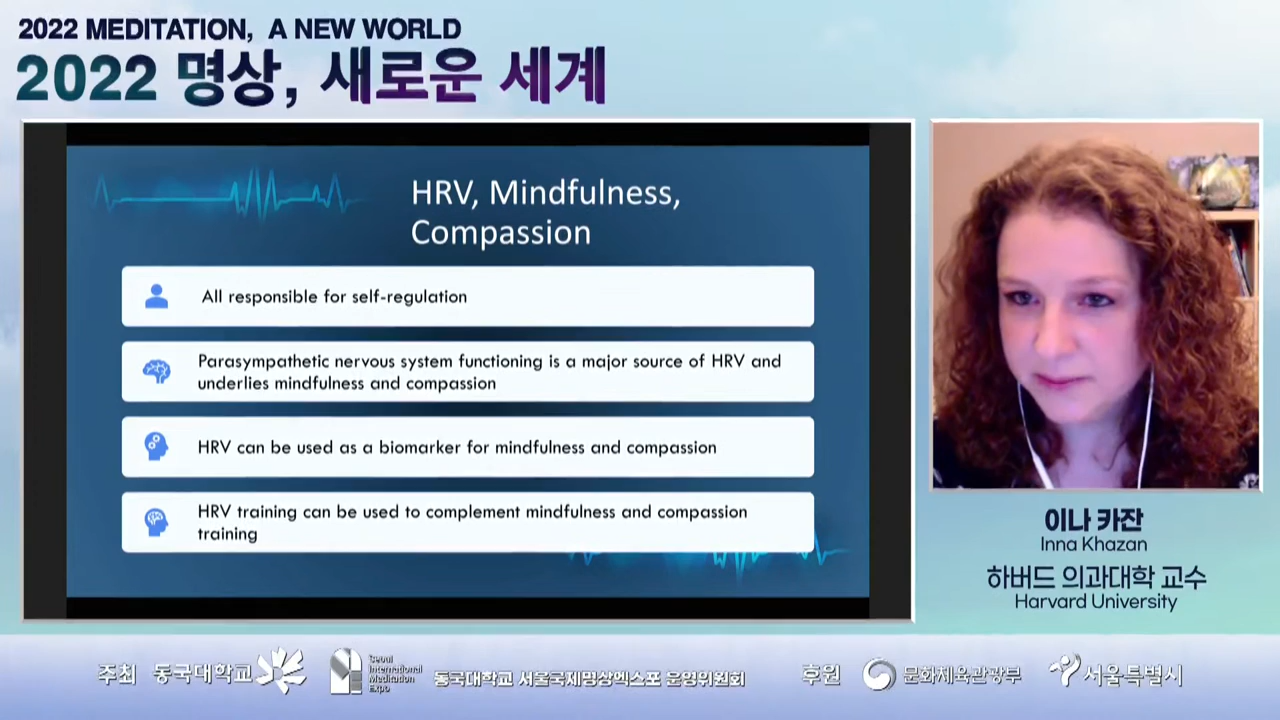 2022 MEDITATION, A NEW WORLD
2022 명상, 새로운 세계
HRV, Mindfulness,
Compassion
All responsible for self-regulation
Parasympathetic nervous system functioning is a major source of HRV and
underlies mindfulness and compassion
HRV can be used as a biomarker for mindfulness and compassion
HRV training can be used to complement mindfulness and compassion
training
이나 카잔
Inna Khazan
하버드 의과대학 교수
Harvard University
주최 동국대학교
Seoul
International
Meditation
Expo
동국대학교 서울국제명상엑스포 운영위원회
후원 문화체육관광부 서울특별시